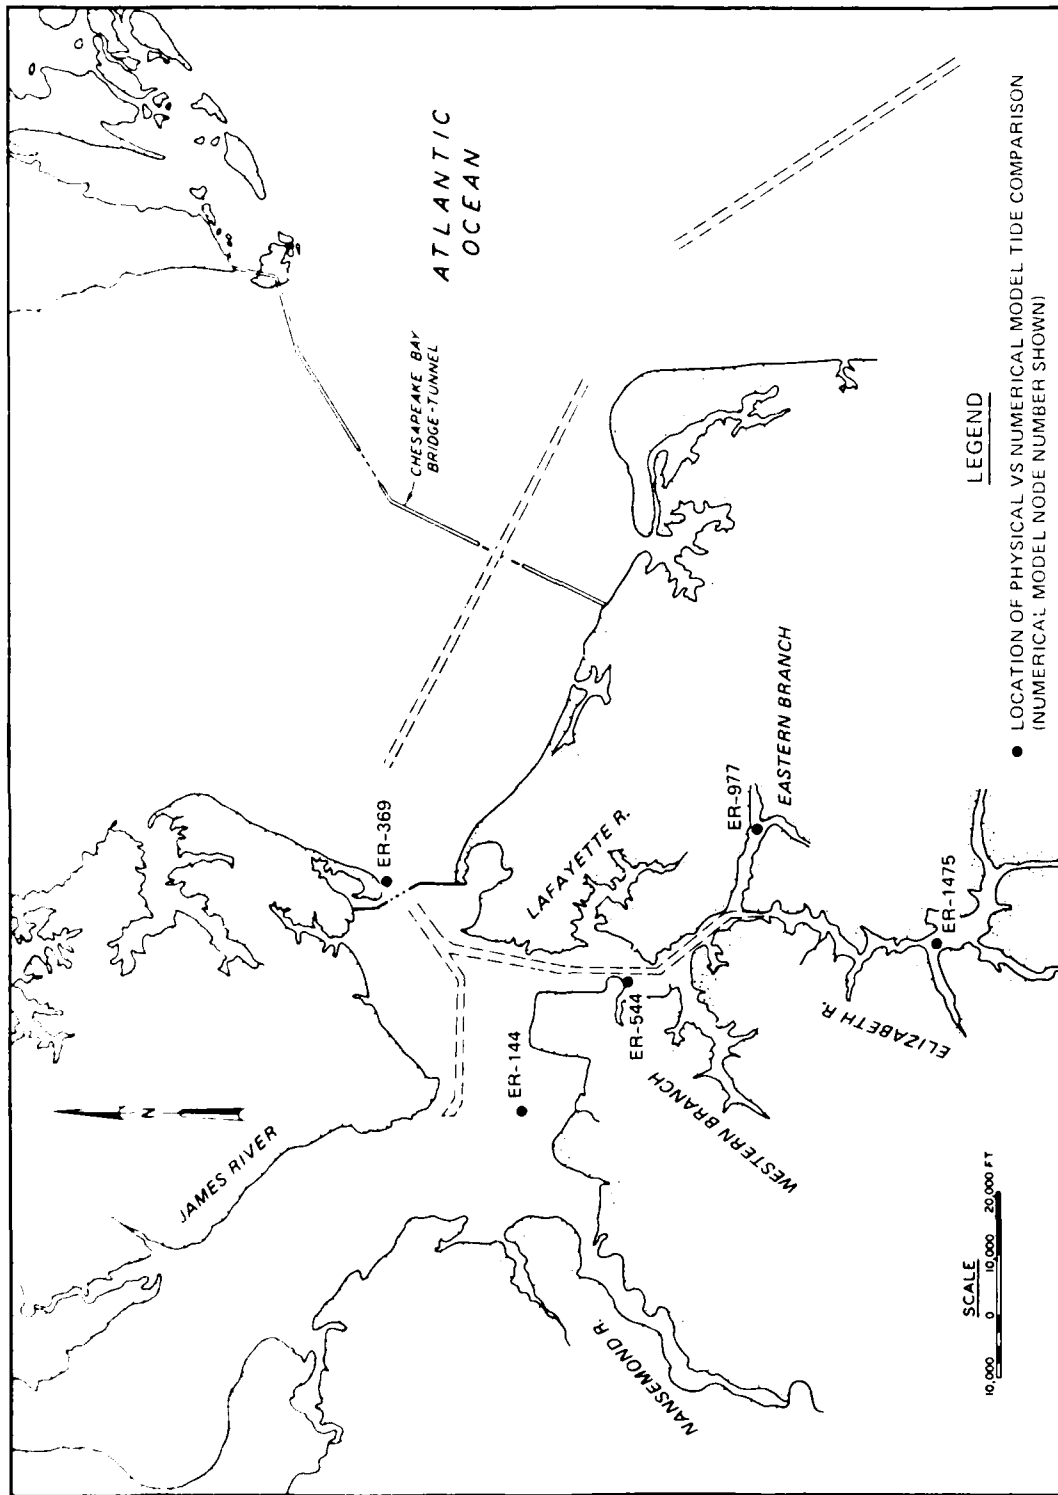 ATLANTIC
OCEAN
CHESAPEAKE BAY
BRIDGE-TUNNEL
JAMES RIVER
N
ER-369
ER-144
LAFAYETTE R.
ER-544
WESTERN BRANCH
NANSEMOND R.
ER-977
EASTERN BRANCH
ELIZABETH R.
ER-1475
SCALE
10,000 0 10,000 20,000 FT
LEGEND
● LOCATION OF PHYSICAL VS NUMERICAL MODEL TIDE COMPARISON
(NUMERICAL MODEL NODE NUMBER SHOWN)